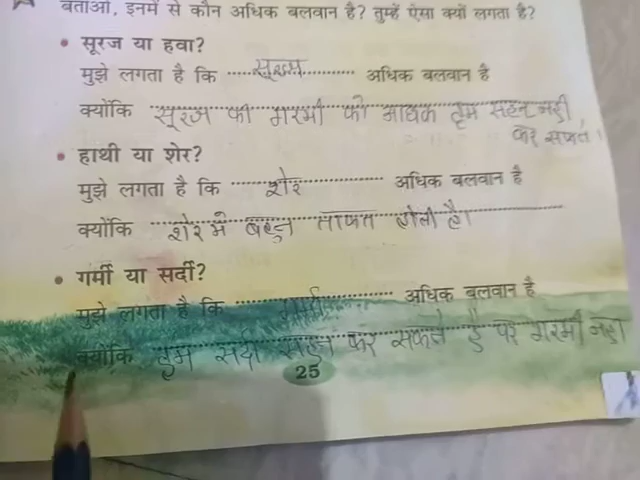 बताओ, इनमें से कौन अधिक बलवान है? तुम्हें ऐसा क्यों लगता है?
• सूरज या हवा?
मुझे लगता है कि सूरज अधिक बलवान है
क्योंकि सूरज की गरमी को हम सहन नही
कर सकते।
• हाथी या शेर?
मुझे लगता है कि शेर अधिक बलवान है
क्योंकि शेर मे बहुत ताकत होती है।
• गर्मी या सर्दी?
मुझे लगता है कि अधिक बलवान है
क्योंकि हम सर्दी सहन कर सकते है पर गरमी नही
25